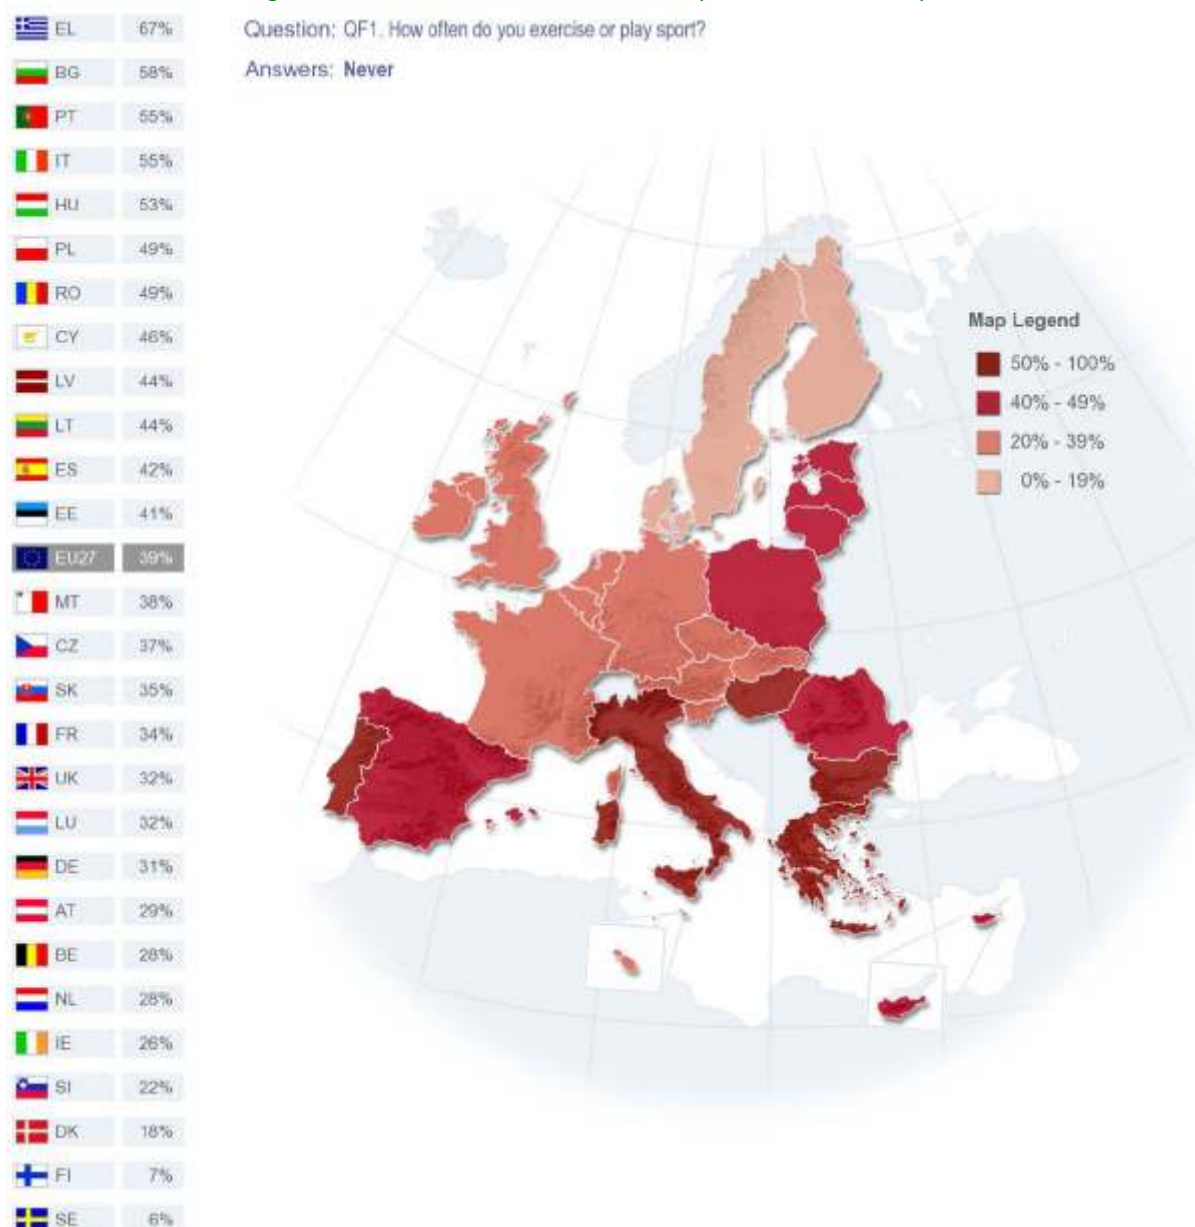 EL 67%
BG 58%
PT 55%
IT 55%
HU 53%
PL 49%
RO 49%
CY 46%
LV 44%
LT 44%
ES 42%
EE 41%
EU27 39%
MT 38%
CZ 37%
SK 35%
FR 34%
UK 32%
LU 32%
DE 31%
AT 29%
BE 28%
NL 28%
IE 26%
SI 22%
DK 18%
FI 7%
SE 6%
Question: QF1. How often do you exercise or play sport?
Answers: Never
Map Legend
50% - 100%
40% - 49%
20% - 39%
0% - 19%